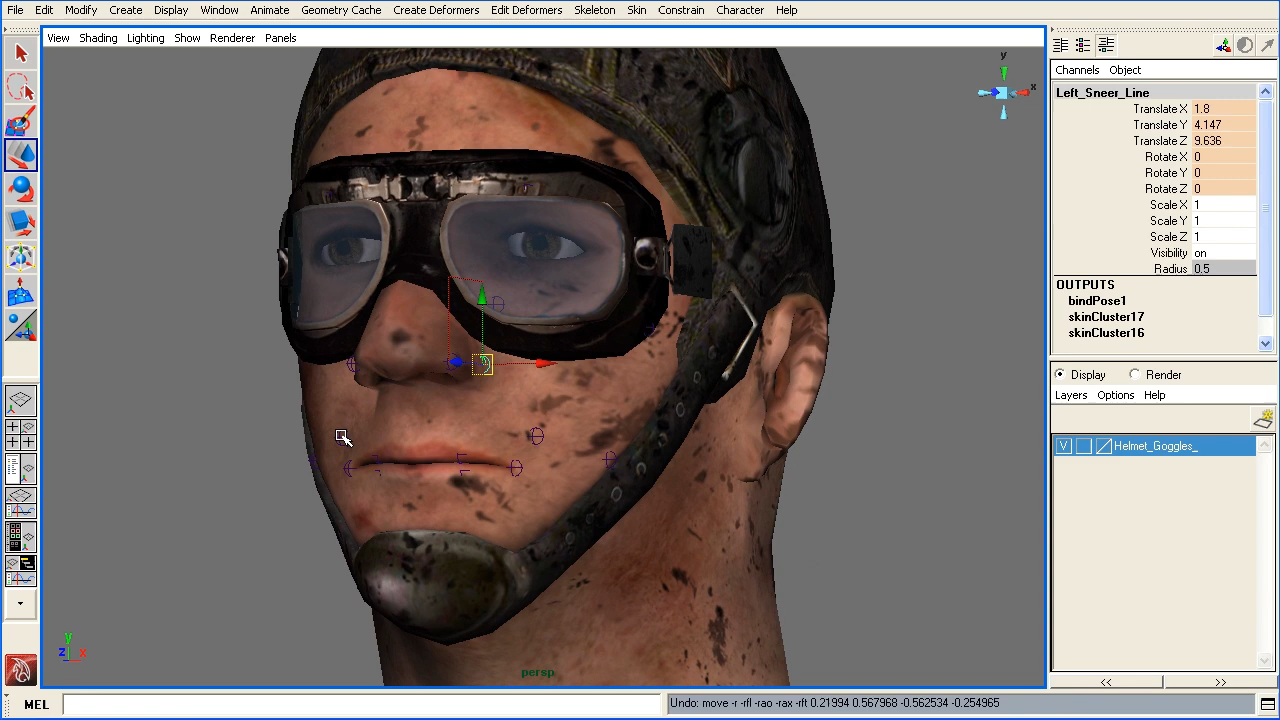 File Edit Modify Create Display Window Animate Geometry Cache Create Deformers Edit Deformers Skeleton Skin Constrain Character Help
View Shading Lighting Show Renderer Panels
y
x
Channels Object
Left_Sneer_Line
Translate X 1.8
Translate Y 4.147
Translate Z 9.636
Rotate X 0
Rotate Y 0
Rotate Z 0
Scale X 1
Scale Y 1
Scale Z 1
Visibility on
Radius 0.5
OUTPUTS
bindPose1
skinCluster17
skinCluster16
Display Render
Layers Options Help
V Helmet_Goggles_
y
z x
persp
<< >>
MEL
Undo: move -r -rfl -rao -rax -rft 0.21994 0.567968 -0.562534 -0.254965